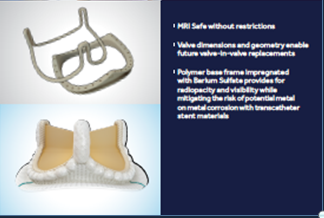 MRI Safe without restrictions
Valve dimensions and geometry enable
future valve-in-valve replacements
Polymer base frame impregnated
with Barium Sulfate provides for
radiopacity and visibility while
mitigating the risk of potential metal
on metal corrosion with transcatheter
stent materials